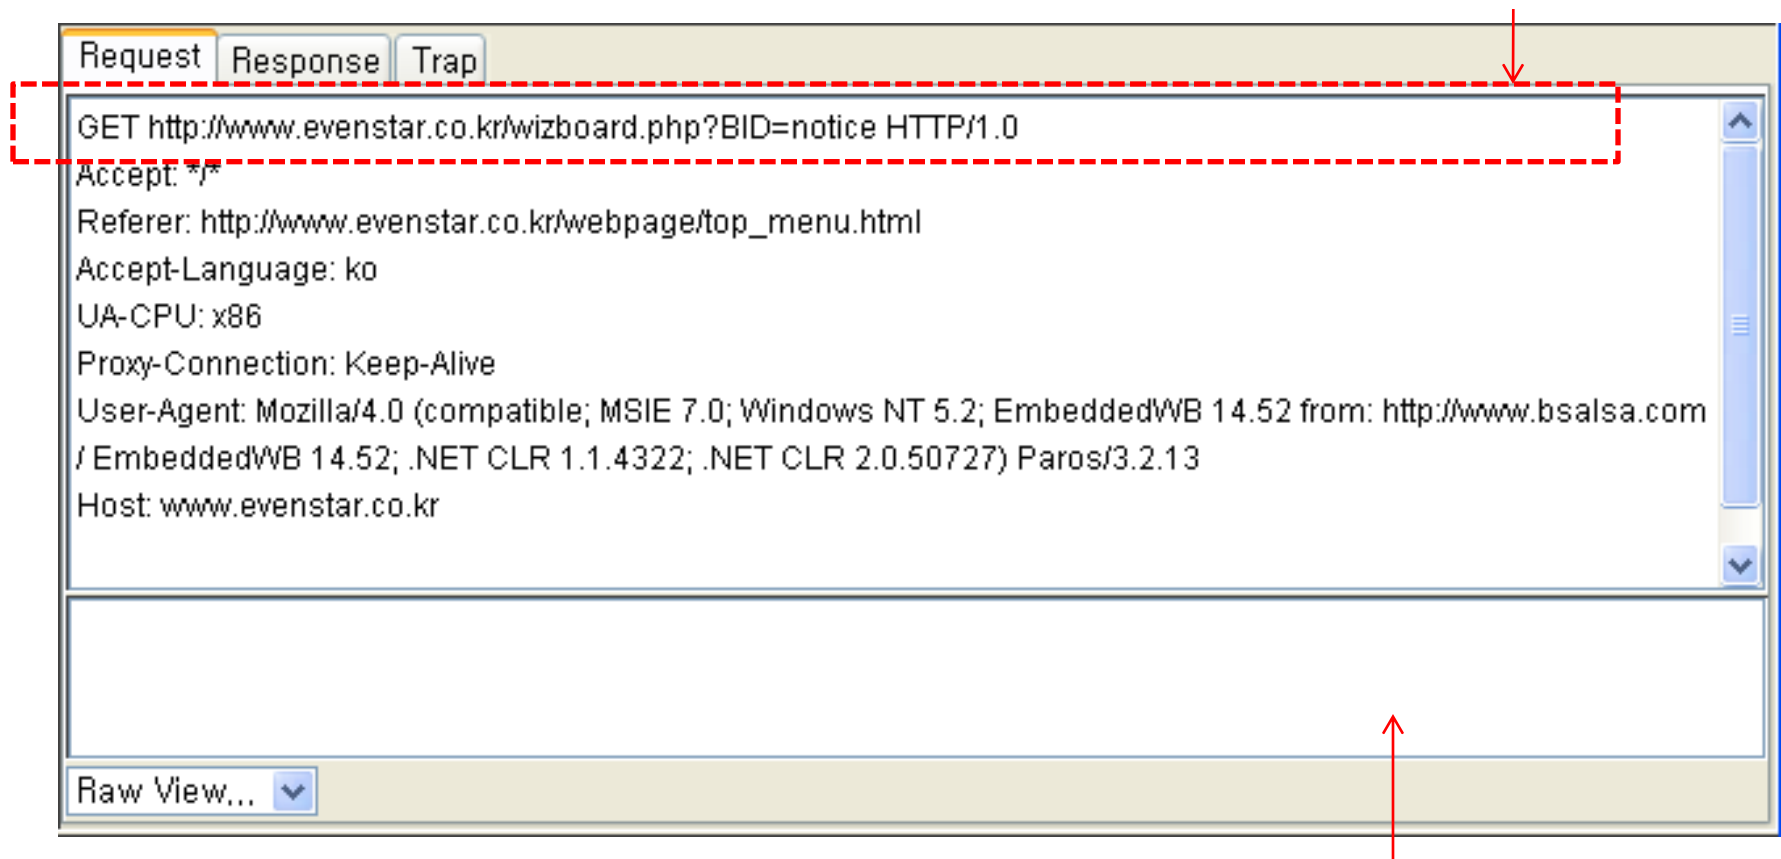 Request Response Trap
GET http://www.evenstar.co.kr/wizboard.php?BID=notice HTTP/1.0
Accept: */*
Referer: http://www.evenstar.co.kr/webpage/top_menu.html
Accept-Language: ko
UA-CPU: x86
Proxy-Connection: Keep-Alive
User-Agent: Mozilla/4.0 (compatible; MSIE 7.0; Windows NT 5.2; EmbeddedWB 14.52 from: http://www.bsalsa.com
/ EmbeddedWB 14.52; .NET CLR 1.1.4322; .NET CLR 2.0.50727) Paros/3.2.13
Host: www.evenstar.co.kr
Raw View...